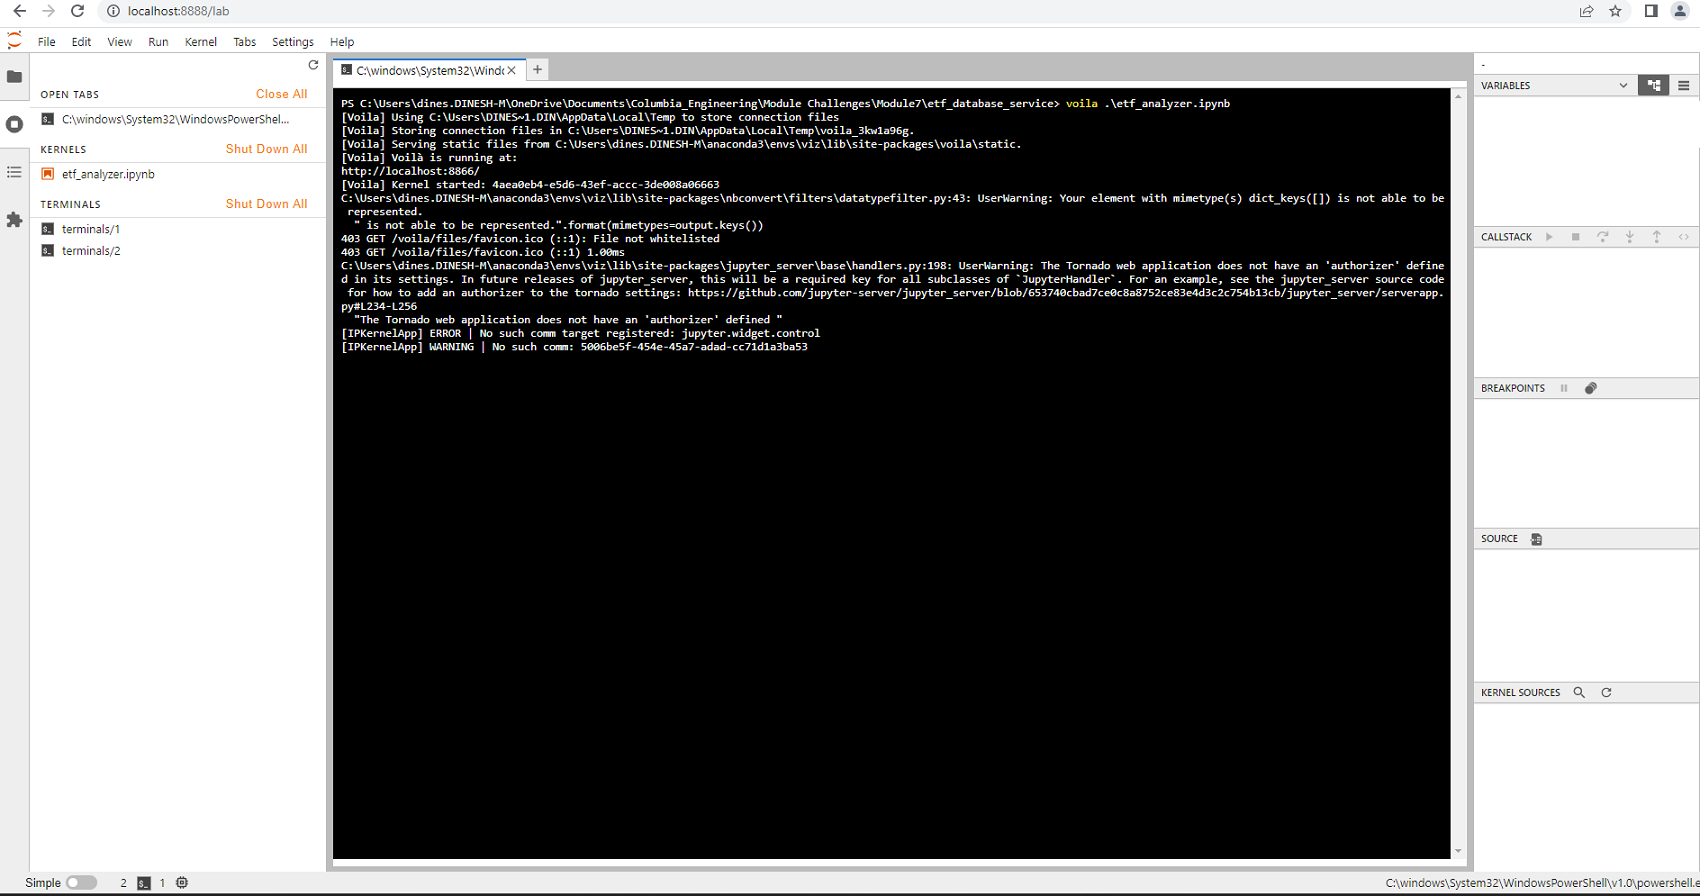 localhost:8888/lab
File Edit View Run Kernel Tabs Settings Help
OPEN TABS Close All
C:\windows\System32\WindowsPowerShel...
KERNELS Shut Down All
etf_analyzer.ipynb
TERMINALS Shut Down All
terminals/1
terminals/2
C:\windows\System32\Wind
PS C:\Users\dines.DINESH-M\OneDrive\Documents\Columbia_Engineering\Module Challenges\Module7\etf_database_service> voila .\etf_analyzer.ipynb
[Voila] Using C:\Users\DINES~1.DIN\AppData\Local\Temp to store connection files
[Voila] Storing connection files in C:\Users\DINES~1.DIN\AppData\Local\Temp\voila_3kw1a96g.
[Voila] Serving static files from C:\Users\dines.DINESH-M\anaconda3\envs\viz\lib\site-packages\voila\static.
[Voila] Voilà is running at:
http://localhost:8866/
[Voila] Kernel started: 4aea0eb4-e5d6-43ef-accc-3de008a06663
C:\Users\dines.DINESH-M\anaconda3\envs\viz\lib\site-packages\nbconvert\filters\datatypefilter.py:43: UserWarning: Your element with mimetype(s) dict_keys([]) is not able to be
represented.
" is not able to be represented.".format(mimetypes=output.keys())
403 GET /voila/files/favicon.ico (::1): File not whitelisted
403 GET /voila/files/favicon.ico (::1) 1.00ms
C:\Users\dines.DINESH-M\anaconda3\envs\viz\lib\site-packages\jupyter_server\base\handlers.py:198: UserWarning: The Tornado web application does not have an 'authorizer' define
d in its settings. In future releases of jupyter_server, this will be a required key for all subclasses of `JupyterHandler`. For an example, see the jupyter_server source code
for how to add an authorizer to the tornado settings: https://github.com/jupyter-server/jupyter_server/blob/653740cbad7ce0c8a8752ce83e4d3c2c754b13cb/jupyter_server/serverapp.
py#L234-L256
"The Tornado web application does not have an 'authorizer' defined "
[IPKernelApp] ERROR | No such comm target registered: jupyter.widget.control
[IPKernelApp] WARNING | No such comm: 5006be5f-454e-45a7-adad-cc71d1a3ba53
-
VARIABLES
CALLSTACK
BREAKPOINTS
SOURCE
KERNEL SOURCES
Simple 2 1
C:\windows\System32\WindowsPowerShell\v1.0\powershell.e